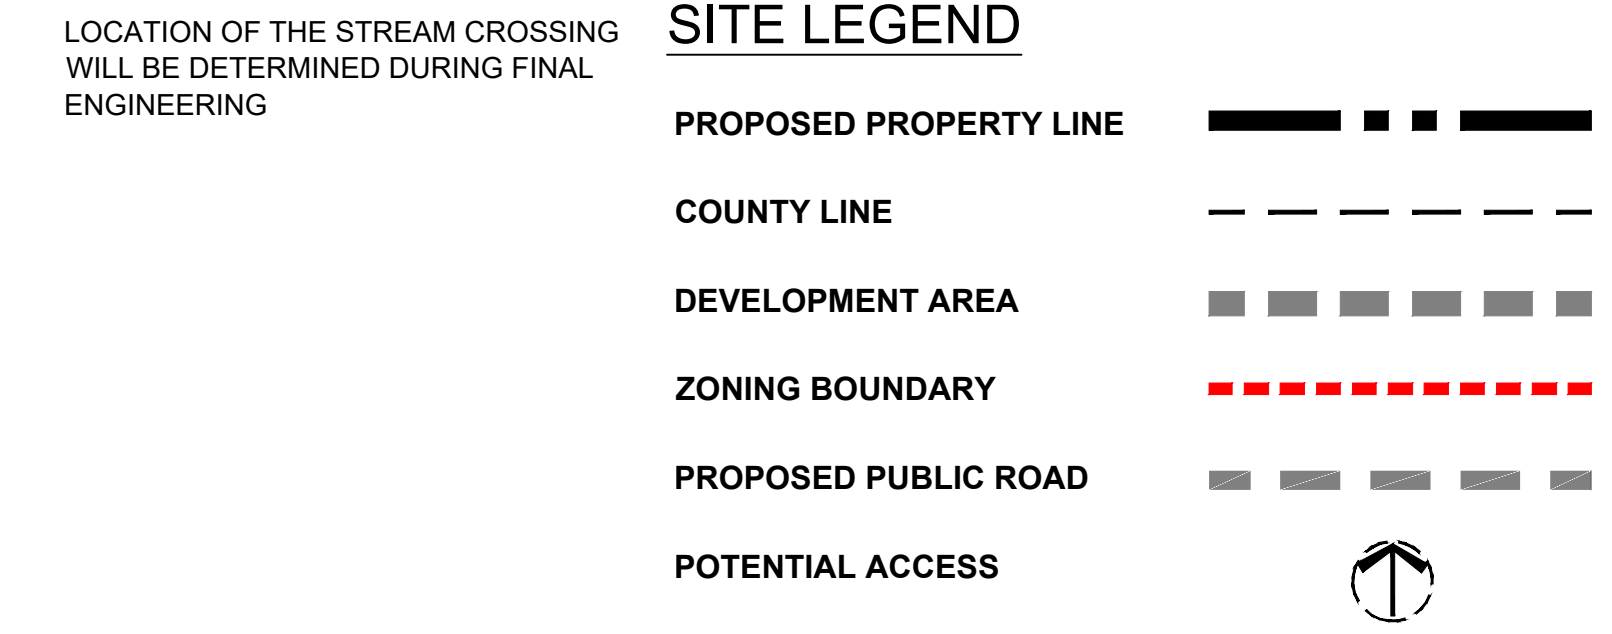 LOCATION OF THE STREAM CROSSING
WILL BE DETERMINED DURING FINAL
ENGINEERING
SITE LEGEND
PROPOSED PROPERTY LINE
COUNTY LINE
DEVELOPMENT AREA
ZONING BOUNDARY
PROPOSED PUBLIC ROAD
POTENTIAL ACCESS